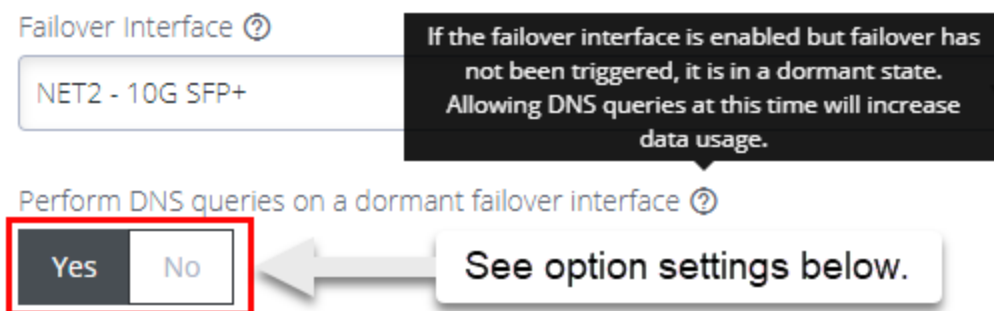 Failover Interface ?
If the failover interface is enabled but failover has
not been triggered, it is in a dormant state.
Allowing DNS queries at this time will increase
data usage.
NET2 - 10G SFP+
Perform DNS queries on a dormant failover interface ?
Yes No
See option settings below.